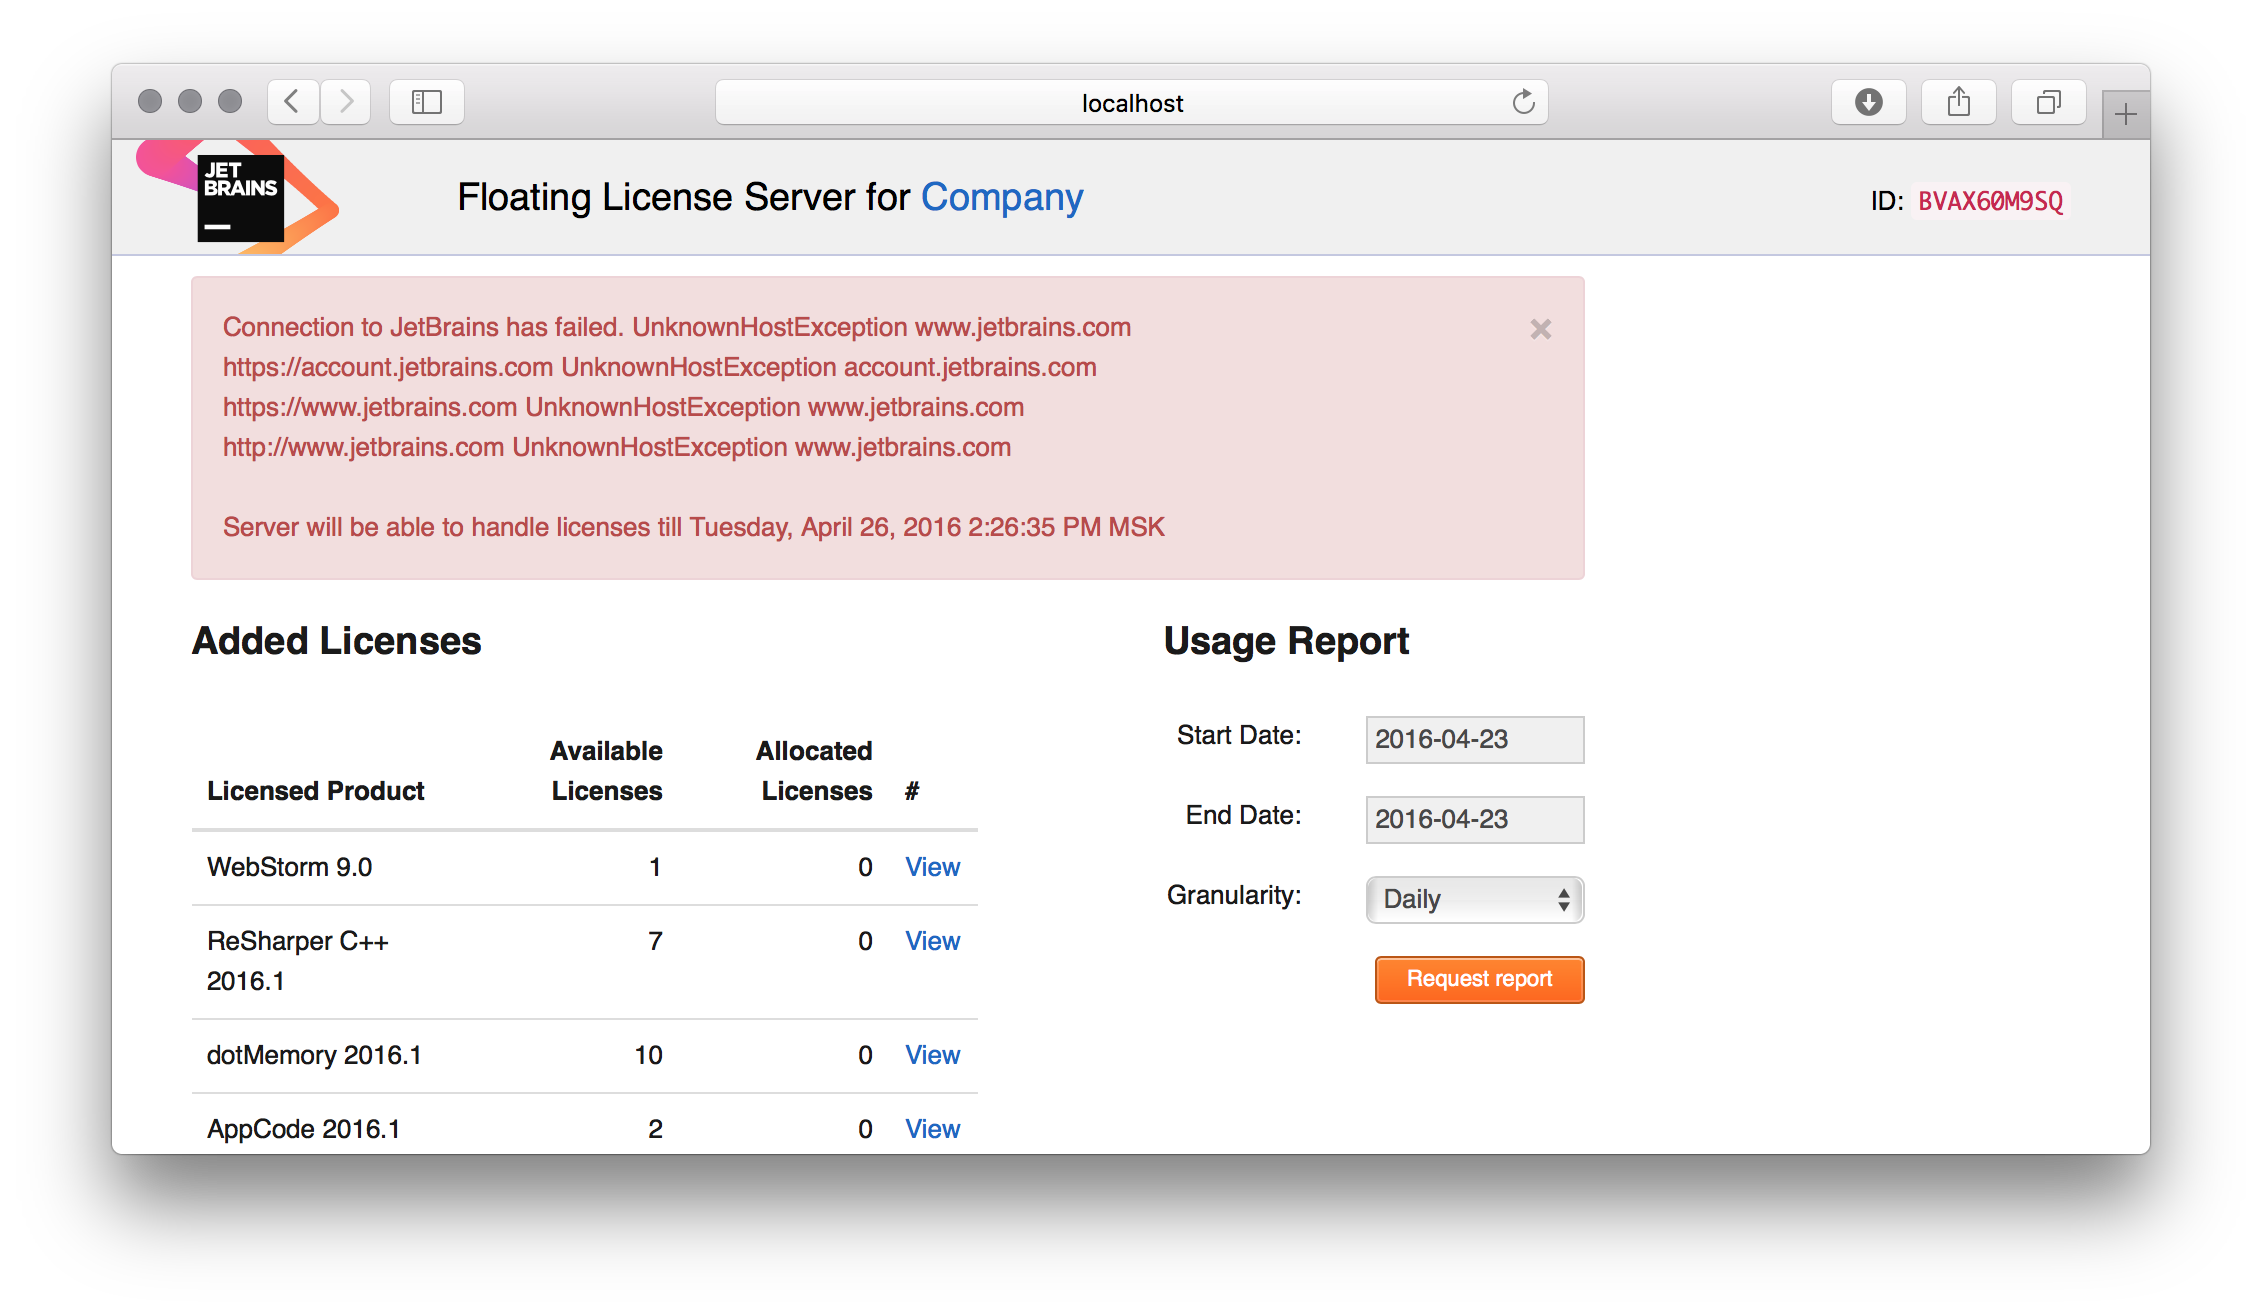 localhost
JET
BRAINS
Floating License Server for Company
ID: BVAX60M9SQ
Connection to JetBrains has failed. UnknownHostException www.jetbrains.com
https://account.jetbrains.com UnknownHostException account.jetbrains.com
https://www.jetbrains.com UnknownHostException www.jetbrains.com
http://www.jetbrains.com UnknownHostException www.jetbrains.com
Server will be able to handle licenses till Tuesday, April 26, 2016 2:26:35 PM MSK
Added Licenses
Licensed Product Available Licenses Allocated Licenses #
WebStorm 9.0 1 0 View
ReSharper C++ 7 0 View
2016.1
dotMemory 2016.1 10 0 View
AppCode 2016.1 2 0 View
Usage Report
Start Date: 2016-04-23
End Date: 2016-04-23
Granularity: Daily
Request report